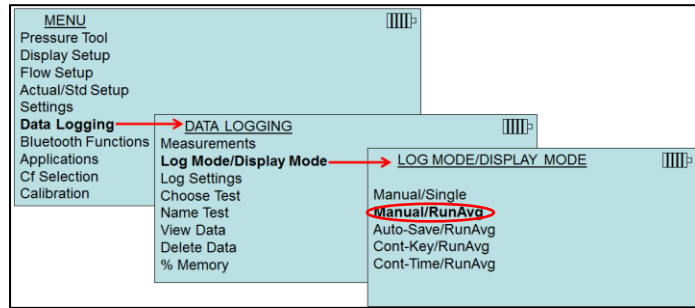 MENU
Pressure Tool
Display Setup
Flow Setup
Actual/Std Setup
Settings
Data Logging
Bluetooth Functions
Applications
Cf Selection
Calibration
DATA LOGGING
Measurements
Log Mode/Display Mode
Log Settings
Choose Test
Name Test
View Data
Delete Data
% Memory
LOG MODE/DISPLAY MODE
Manual/Single
Manual/RunAvg
Auto-Save/RunAvg
Cont-Key/RunAvg
Cont-Time/RunAvg